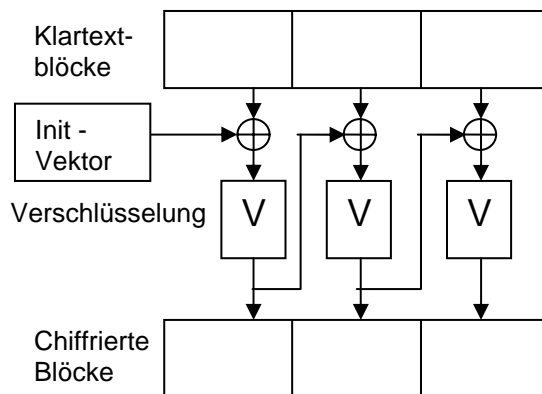 Klartext-
blöcke
Init -
Vektor
Verschlüsselung
V V V
Chiffrierte
Blöcke